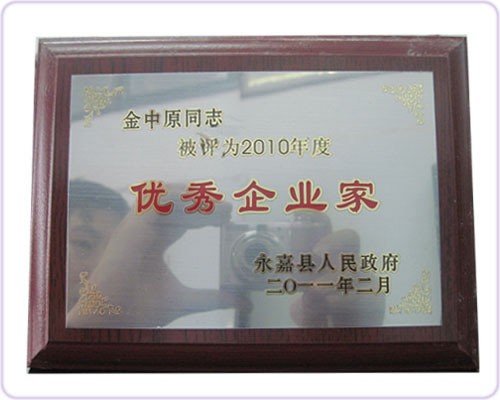 金中原同志
被评为2010年度
优秀企业家
永嘉县人民政府
二〇一一年二月